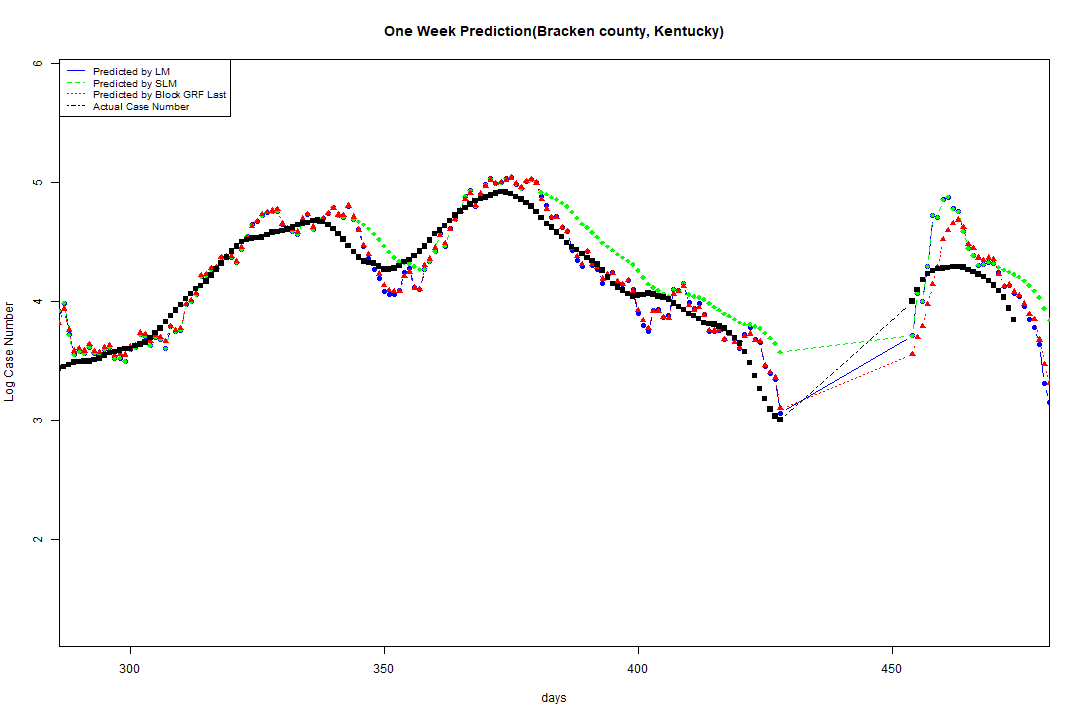 One Week Prediction(Bracken county, Kentucky)
Predicted by LM
Predicted by SLM
Predicted by Block GRF Last
Actual Case Number
6
5
4
3
2
Log Case Number
300
350
400
450
days